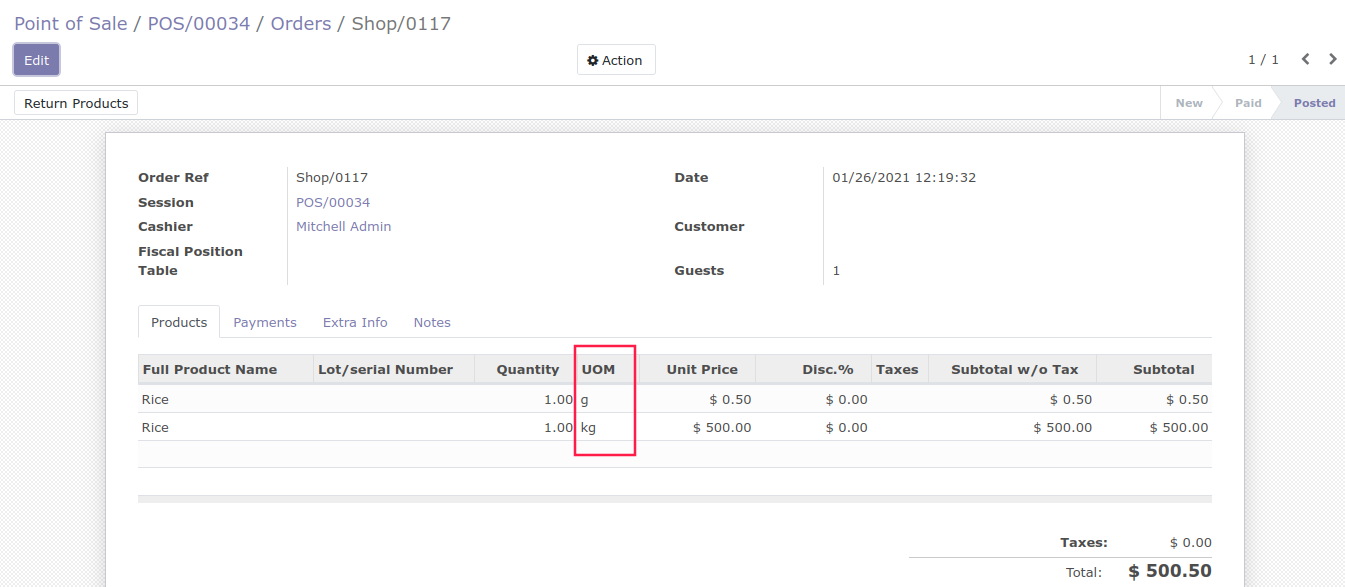 Point of Sale / POS/00034 / Orders / Shop/0117
Edit
Action
1 / 1
Return Products
New
Paid
Posted
Order Ref Shop/0117 Date 01/26/2021 12:19:32
Session POS/00034
Cashier Mitchell Admin Customer
Fiscal Position
Table Guests 1
Products Payments Extra Info Notes
Full Product Name Lot/serial Number Quantity UOM Unit Price Disc.% Taxes Subtotal w/o Tax Subtotal
Rice 1.00 g $ 0.50 $ 0.00 $ 0.50 $ 0.50
Rice 1.00 kg $ 500.00 $ 0.00 $ 500.00 $ 500.00
Taxes: $ 0.00
Total: $ 500.50